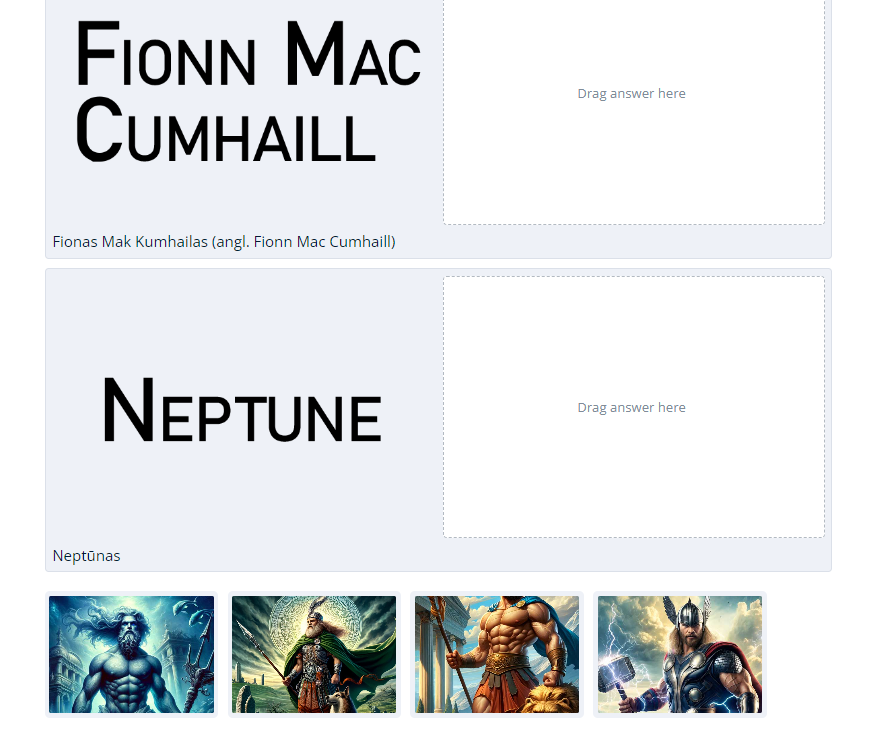 Fionn Mac
Cumhaill
Drag answer here
Fionas Mak Kumhailas (angl. Fionn Mac Cumhaill)
Neptune
Drag answer here
Neptūnas